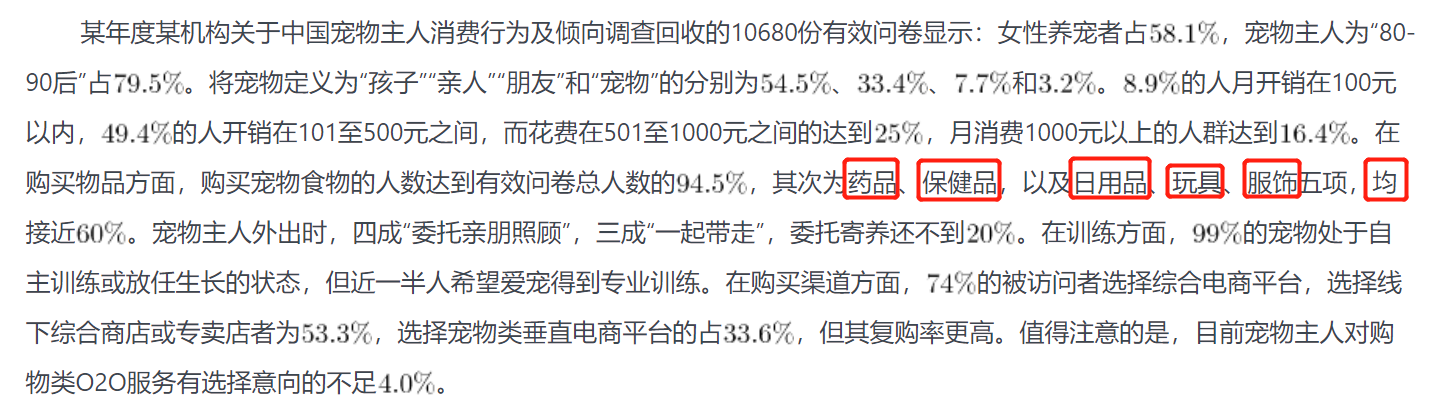 某年度某机构关于中国宠物主人消费行为及倾向调查回收的10680份有效问卷显示：女性养宠者占58.1%，宠物主人为“80-
90后”占79.5%。将宠物定义为“孩子”“亲人”“朋友”和“宠物”的分别为54.5%、33.4%、7.7%和3.2%。8.9%的人月开销在100元
以内，49.4%的人开销在101至500元之间，而花费在501至1000元之间的达到25%，月消费1000元以上的人群达到16.4%。在
购买物品方面，购买宠物食物的人数达到有效问卷总人数的94.5%，其次为药品、保健品，以及日用品、玩具、服饰五项，均
接近60%。宠物主人外出时，四成“委托亲朋照顾”，三成“一起带走”，委托寄养还不到20%。在训练方面，99%的宠物处于自
主训练或放任生长的状态，但近一半人希望爱宠得到专业训练。在购买渠道方面，74%的被访问者选择综合电商平台，选择线
下综合商店或专卖店者为53.3%，选择宠物类垂直电商平台的占33.6%，但其复购率更高。值得注意的是，目前宠物主人对购
物类O2O服务有选择意向的不足4.0%。